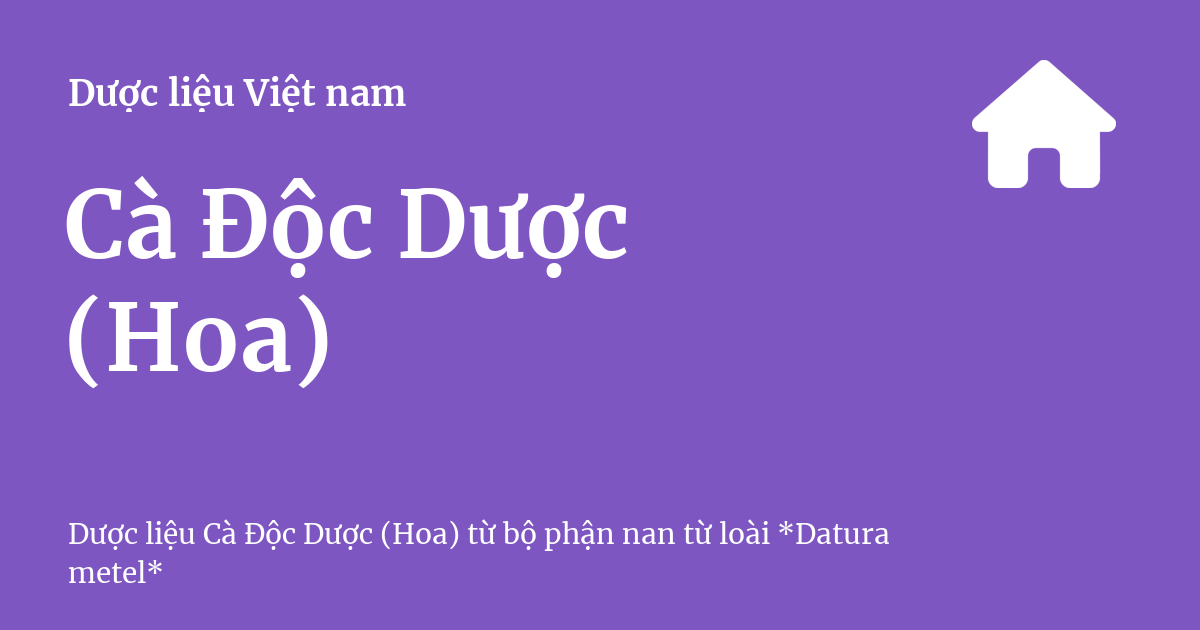 Dược liệu Việt nam
Cà Độc Dược
(Hoa)
Dược liệu Cà Độc Dược (Hoa) từ bộ phận nan từ loài *Datura
metel*